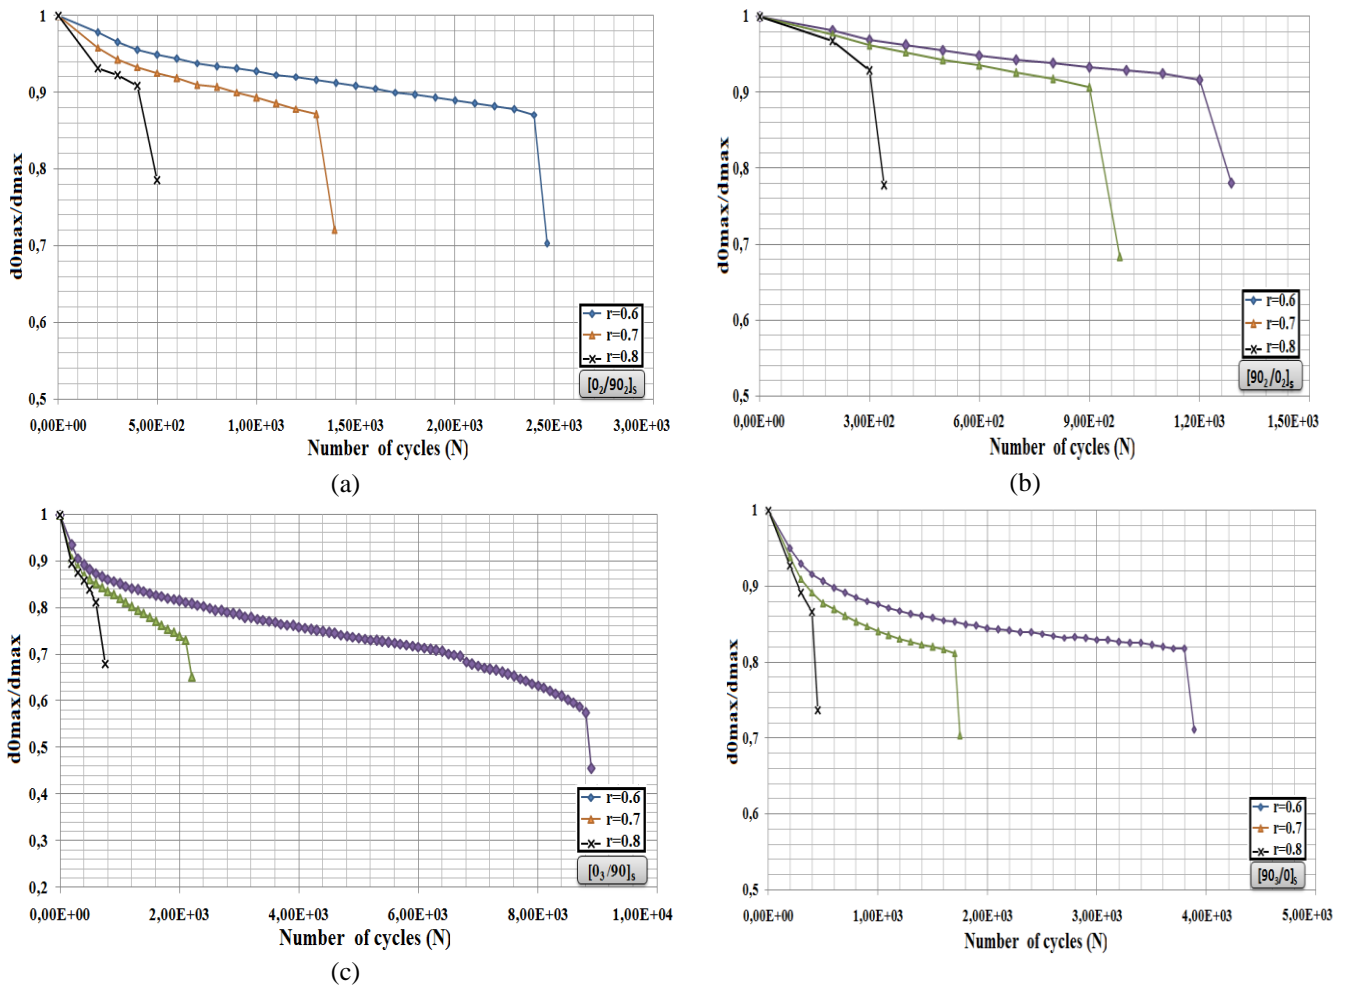 1
0,9
0,8
0,7
0,6
0,5
d0max/dmax
0,00E+00 5,00E+02 1,00E+03 1,50E+03 2,00E+03 2,50E+03 3,00E+03
Number of cycles (N)
r=0.6
r=0.7
r=0.8
[0₂/90₂]s
(a)
1
0,9
0,8
0,7
0,6
0,5
d0max/dmax
0,00E+00 3,00E+02 6,00E+02 9,00E+02 1,20E+03 1,50E+03
Number of cycles (N)
r=0.6
r=0.7
r=0.8
[90₂/0₂]s
(b)
1
0,9
0,8
0,7
0,6
0,5
0,4
0,3
0,2
d0max/dmax
0,00E+00 2,00E+03 4,00E+03 6,00E+03 8,00E+03 1,00E+04
Number of cycles (N)
r=0.6
r=0.7
r=0.8
[0₃/90]s
(c)
1
0,9
0,8
0,7
0,6
0,5
d0max/dmax
0,00E+00 1,00E+03 2,00E+03 3,00E+03 4,00E+03 5,00E+03
Number of cycles (N)
r=0.6
r=0.7
r=0.8
[90₃/0]s